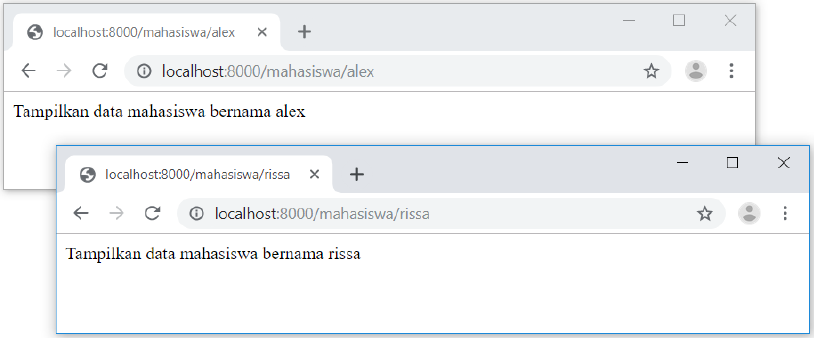 localhost:8000/mahasiswa/alex
localhost:8000/mahasiswa/alex
Tampilkan data mahasiswa bernama alex
localhost:8000/mahasiswa/rissa
localhost:8000/mahasiswa/rissa
Tampilkan data mahasiswa bernama rissa